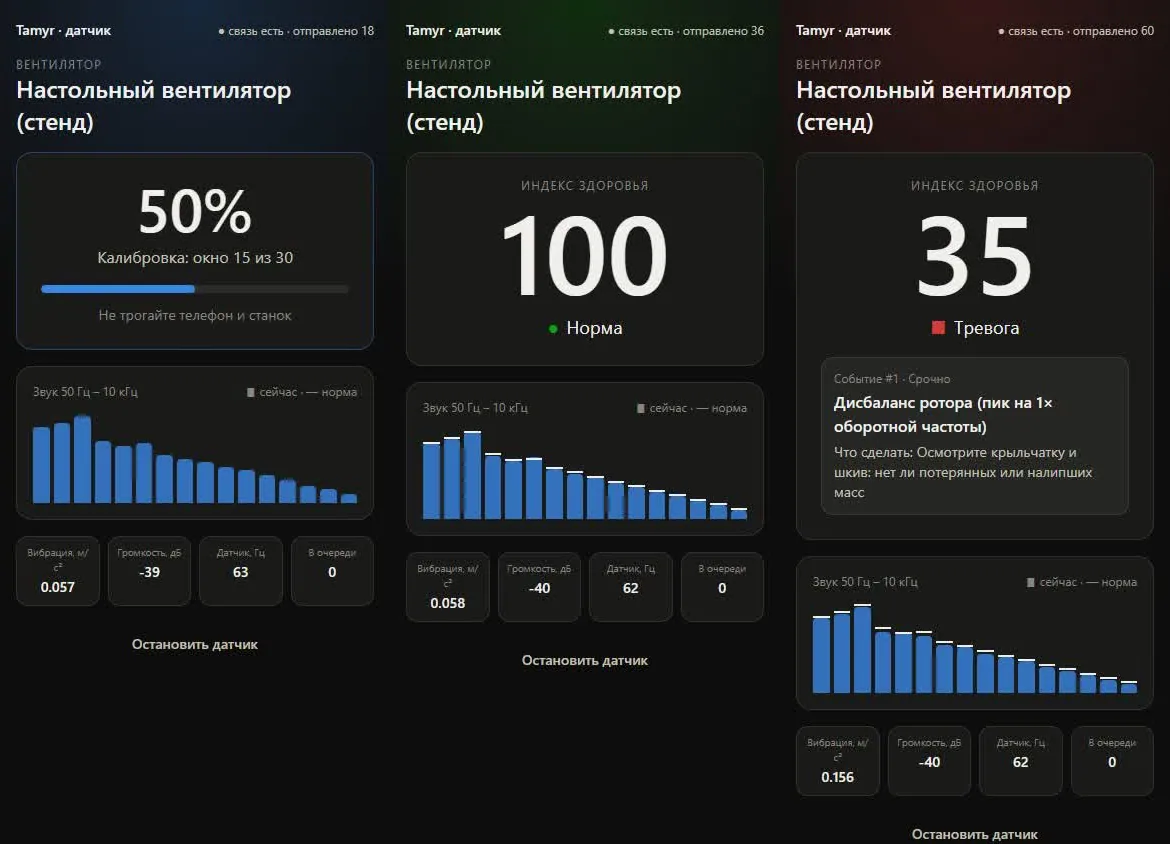 Tamyr · датчик
● связь есть · отправлено 18
ВЕНТИЛЯТОР
Настольный вентилятор
(стенд)
50%
Калибровка: окно 15 из 30
Не трогайте телефон и станок
Звук 50 Гц – 10 кГц
сейчас · — норма
Вибрация, м/
с²
0.057
Громкость, дБ
-39
Датчик, Гц
63
В очереди
0
Остановить датчик
Tamyr · датчик
● связь есть · отправлено 36
ВЕНТИЛЯТОР
Настольный вентилятор
(стенд)
ИНДЕКС ЗДОРОВЬЯ
100
Норма
Звук 50 Гц – 10 кГц
сейчас · — норма
Вибрация, м/
с²
0.058
Громкость, дБ
-40
Датчик, Гц
62
В очереди
0
Остановить датчик
Tamyr · датчик
● связь есть · отправлено 60
ВЕНТИЛЯТОР
Настольный вентилятор
(стенд)
ИНДЕКС ЗДОРОВЬЯ
35
Тревога
Событие #1 · Срочно
Дисбаланс ротора (пик на 1×
оборотной частоты)
Что сделать: Осмотрите крыльчатку и
шкив: нет ли потерянных или налипших
масс
Звук 50 Гц – 10 кГц
сейчас · — норма
Вибрация, м/
с²
0.156
Громкость, дБ
-40
Датчик, Гц
62
В очереди
0
Остановить датчик